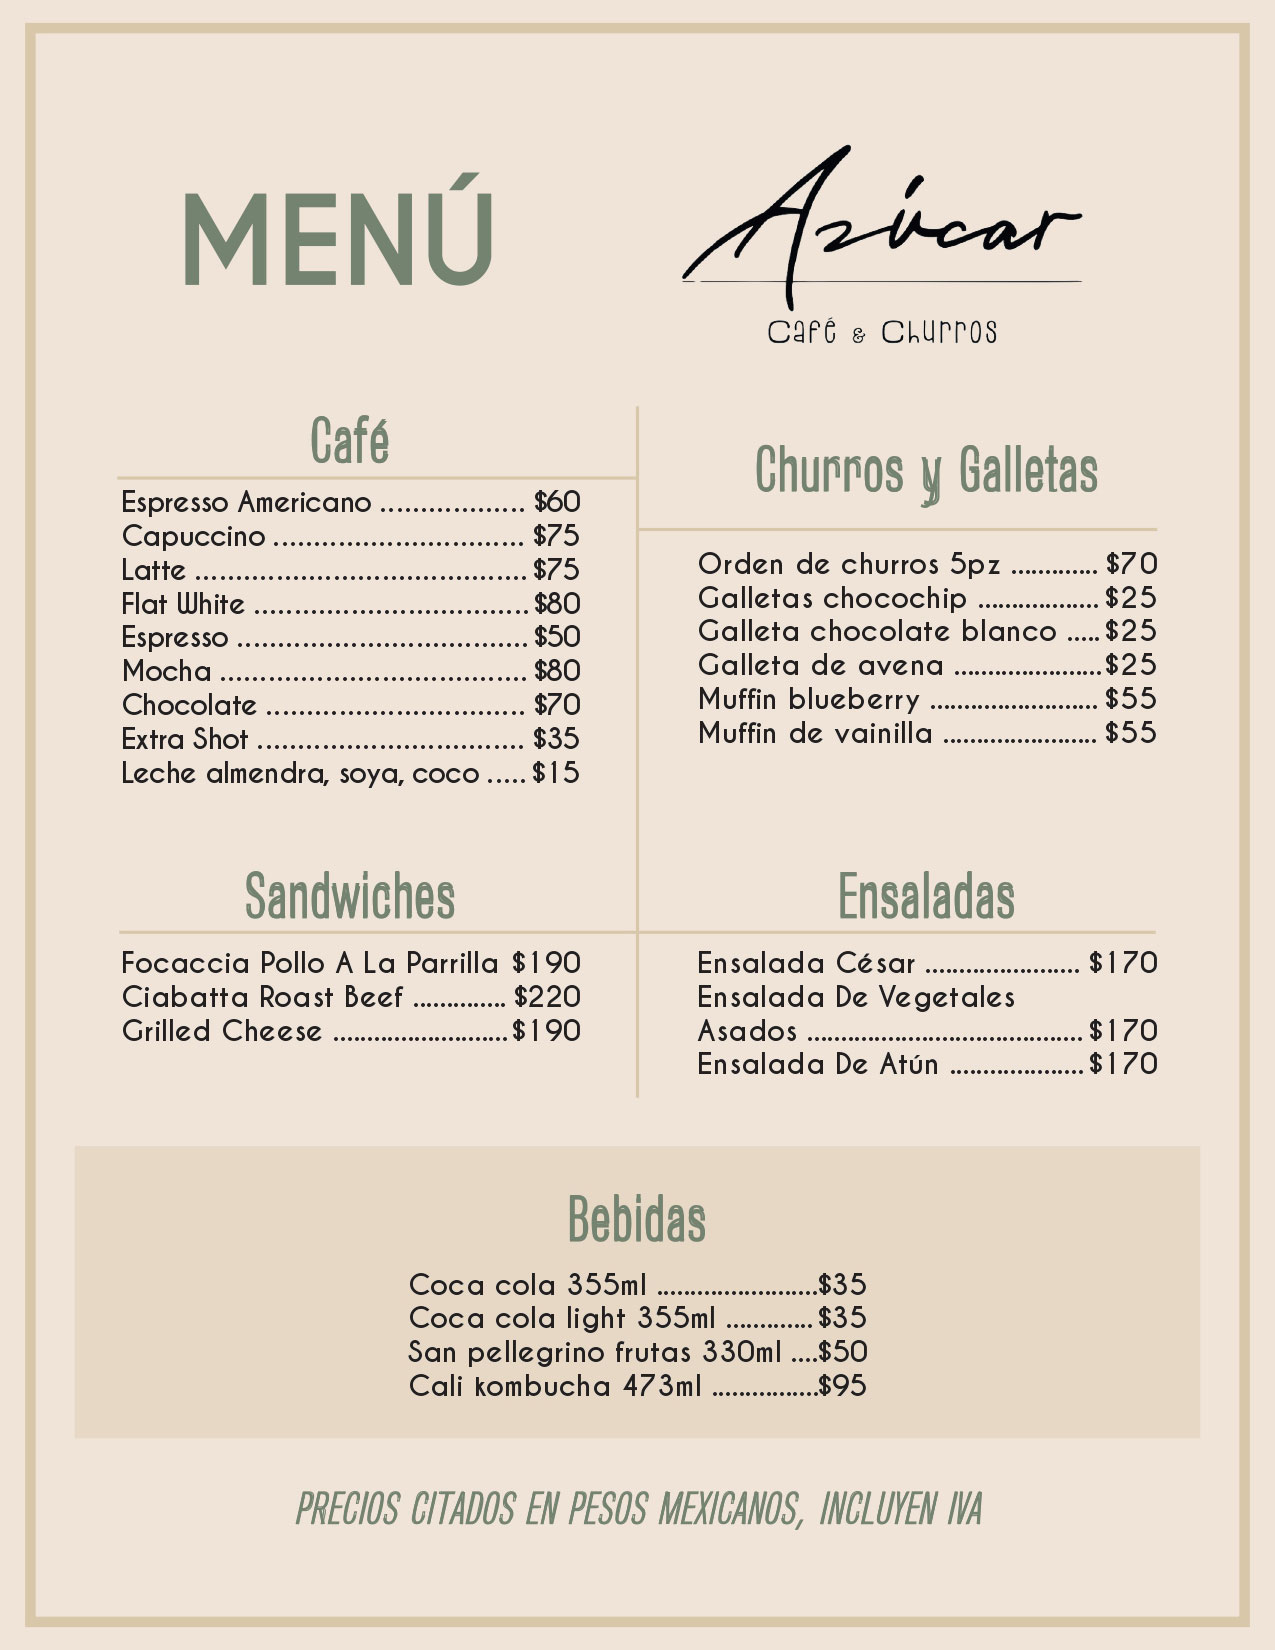 MENÚ
Azúcar
Café & Churros
Café
Espresso Americano .................. $60
Capuccino ............................... $75
Latte ......................................... $75
Flat White .................................. $80
Espresso .................................... $50
Mocha ...................................... $80
Chocolate ................................ $70
Extra Shot ................................. $35
Leche almendra, soya, coco ..... $15
Churros y Galletas
Orden de churros 5pz ............. $70
Galletas chocochip .................. $25
Galleta chocolate blanco ..... $25
Galleta de avena ...................... $25
Muffin blueberry ......................... $55
Muffin de vainilla ....................... $55
Sandwiches
Focaccia Pollo A La Parrilla $190
Ciabatta Roast Beef .............. $220
Grilled Cheese .......................... $190
Ensaladas
Ensalada César ....................... $170
Ensalada De Vegetales
Asados ......................................... $170
Ensalada De Atún .................... $170
Bebidas
Coca cola 355ml ........................ $35
Coca cola light 355ml ............. $35
San pellegrino frutas 330ml .... $50
Cali kombucha 473ml ................ $95
PRECIOS CITADOS EN PESOS MEXICANOS, INCLUYEN IVA